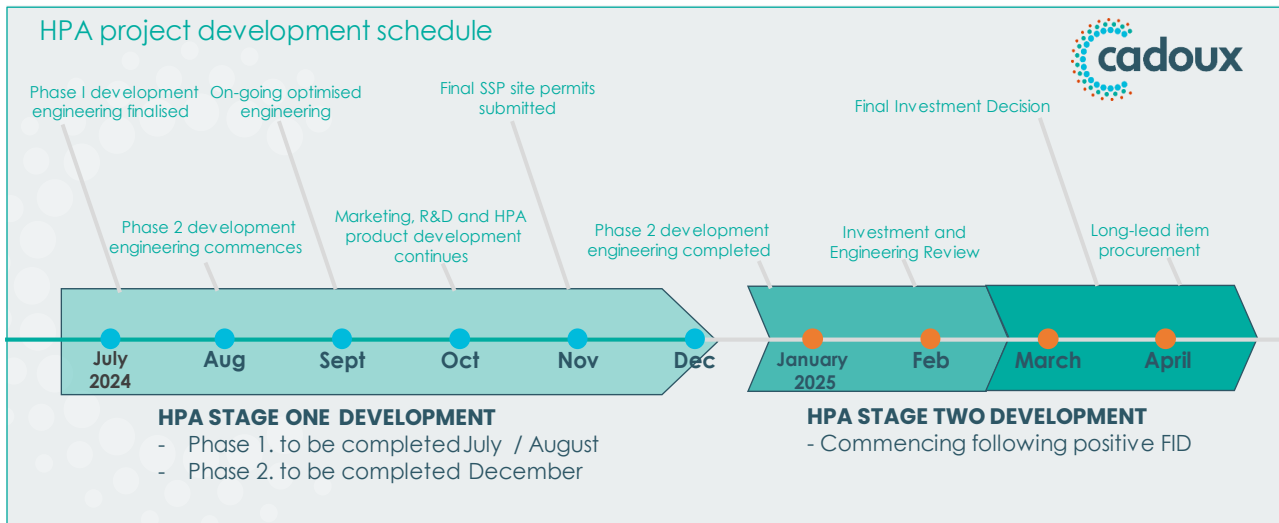 HPA project development schedule
cadoux
Phase I development
engineering finalised
On-going optimised
engineering
Final SSP site permits
submitted
Final Investment Decision
Phase 2 development
engineering commences
Marketing, R&D and HPA
product development
continues
Phase 2 development
engineering completed
Investment and
Engineering Review
Long-lead item
procurement
July
2024
Aug
Sept
Oct
Nov
Dec
January
2025
Feb
March
April
HPA STAGE ONE DEVELOPMENT
- Phase 1. to be completed July / August
- Phase 2. to be completed December
HPA STAGE TWO DEVELOPMENT
- Commencing following positive FID